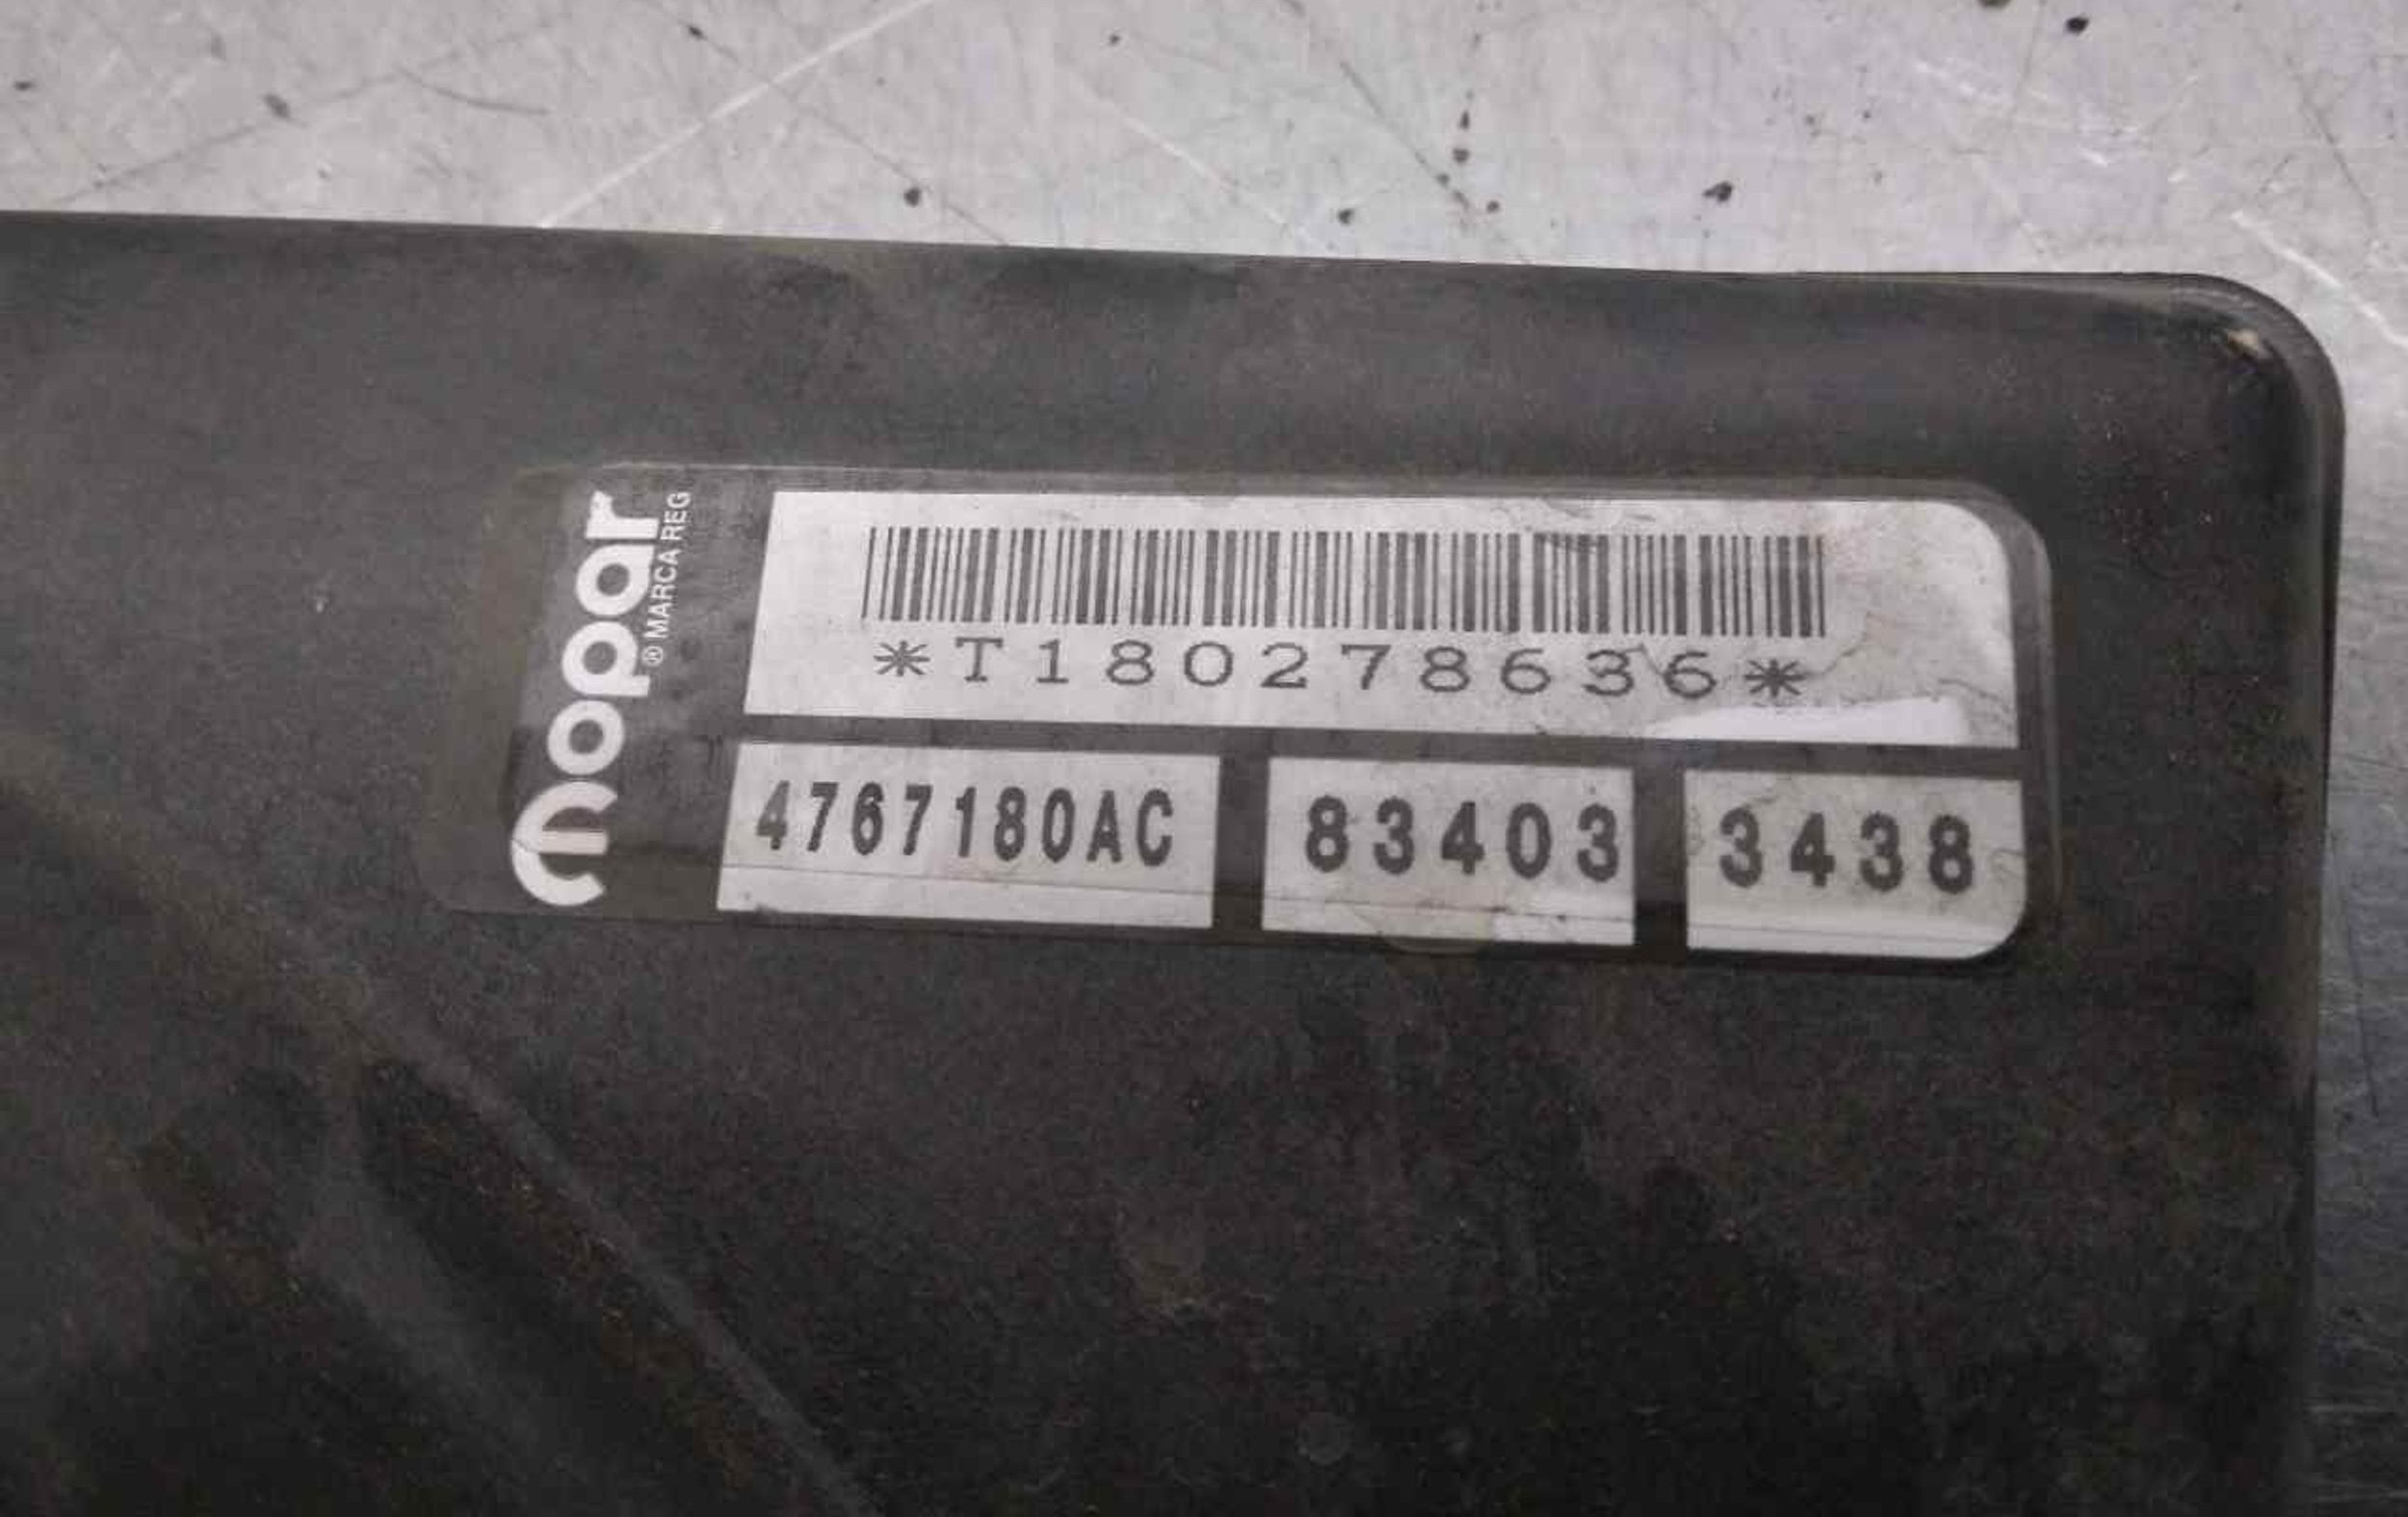 mopar
® MARCA REG
*T180278636*
4767180AC 83403 3438